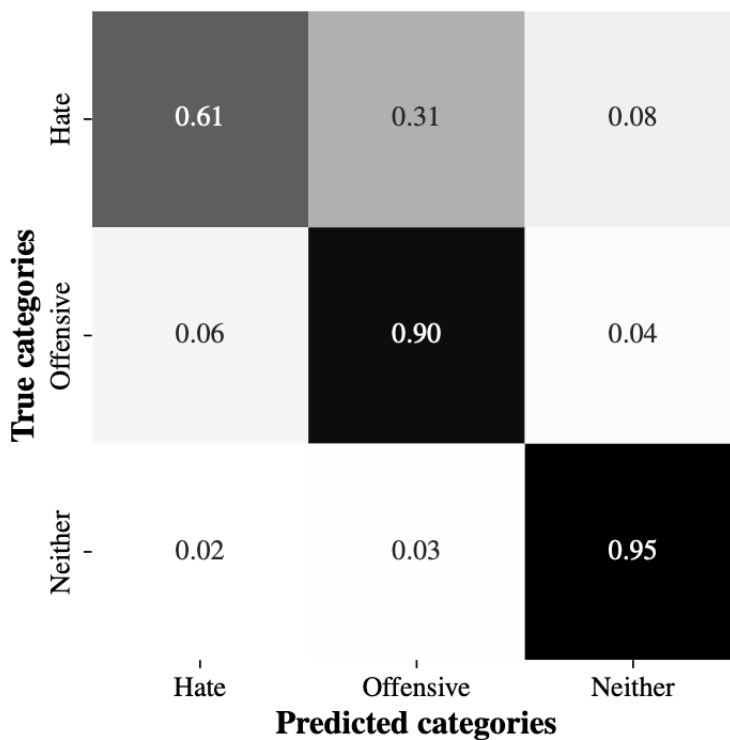 True categories
Hate
0.61 0.31 0.08
Offensive
0.06 0.90 0.04
Neither
0.02 0.03 0.95
Hate Offensive Neither
Predicted categories